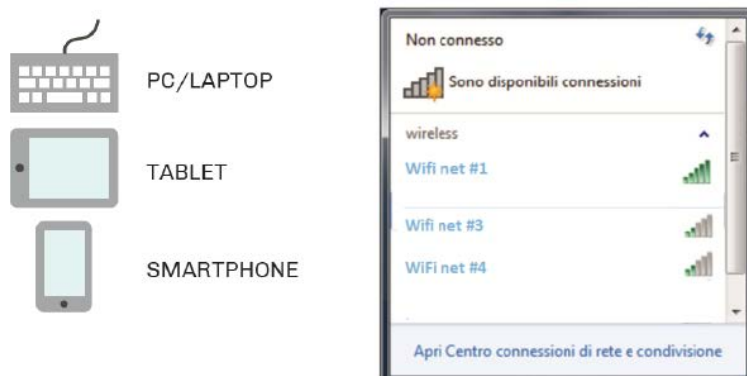 PC/LAPTOP
TABLET
SMARTPHONE
Non connesso
Sono disponibili connessioni
wireless
Wifi net #1
Wifi net #3
WiFi net #4
Apri Centro connessioni di rete e condivisione